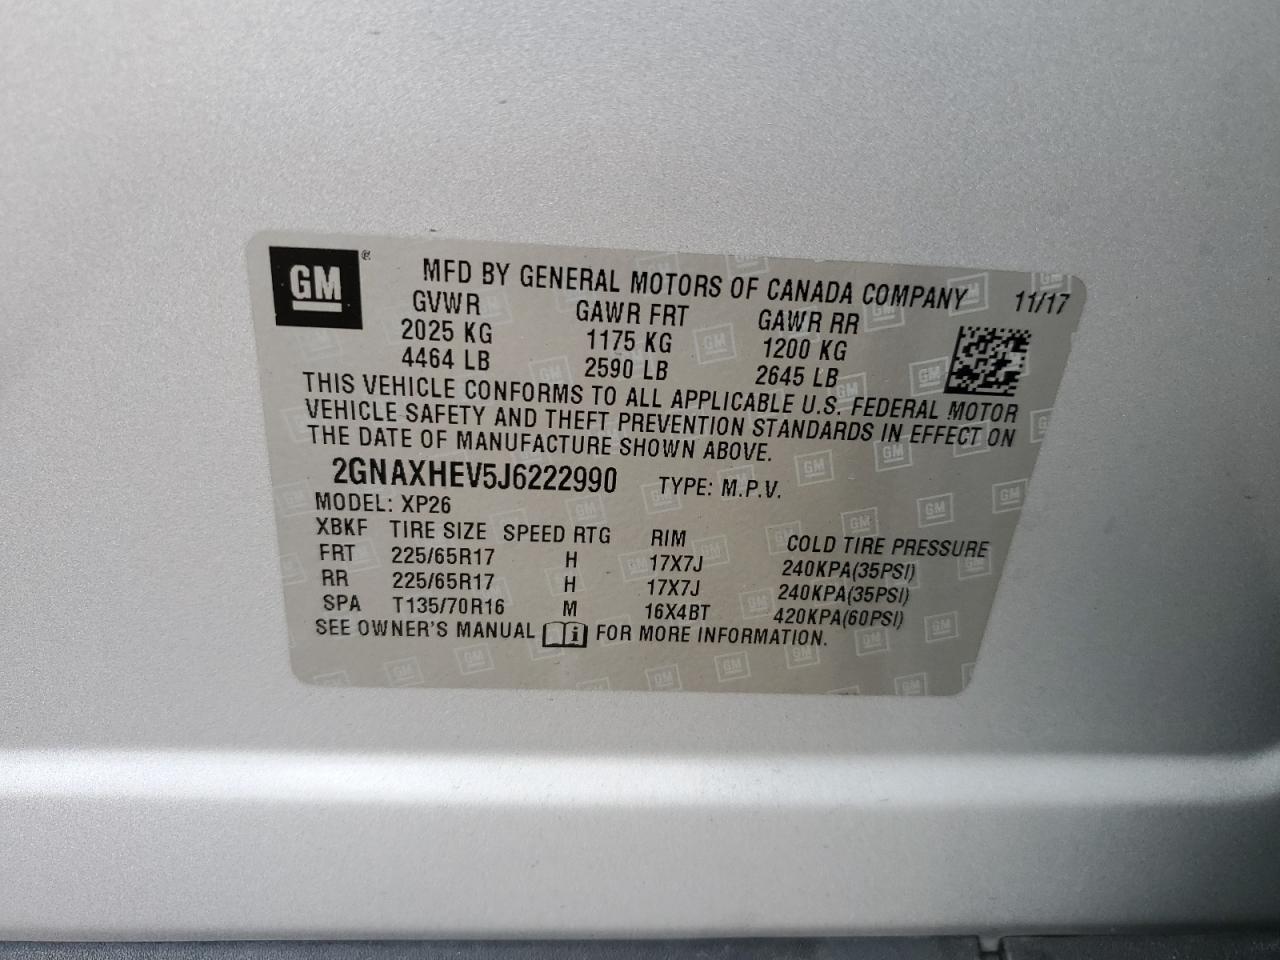 GM ®
MFD BY GENERAL MOTORS OF CANADA COMPANY 11/17
GVWR GAWR FRT GAWR RR
2025 KG 1175 KG 1200 KG
4464 LB 2590 LB 2645 LB
THIS VEHICLE CONFORMS TO ALL APPLICABLE U.S. FEDERAL MOTOR
VEHICLE SAFETY AND THEFT PREVENTION STANDARDS IN EFFECT ON
THE DATE OF MANUFACTURE SHOWN ABOVE.
2GNAXHEV5J6222990 TYPE: M.P.V.
MODEL: XP26
XBKF TIRE SIZE SPEED RTG RIM COLD TIRE PRESSURE
FRT 225/65R17 H 17X7J 240KPA(35PSI)
RR 225/65R17 H 17X7J 240KPA(35PSI)
SPA T135/70R16 M 16X4BT 420KPA(60PSI)
SEE OWNER'S MANUAL i FOR MORE INFORMATION.